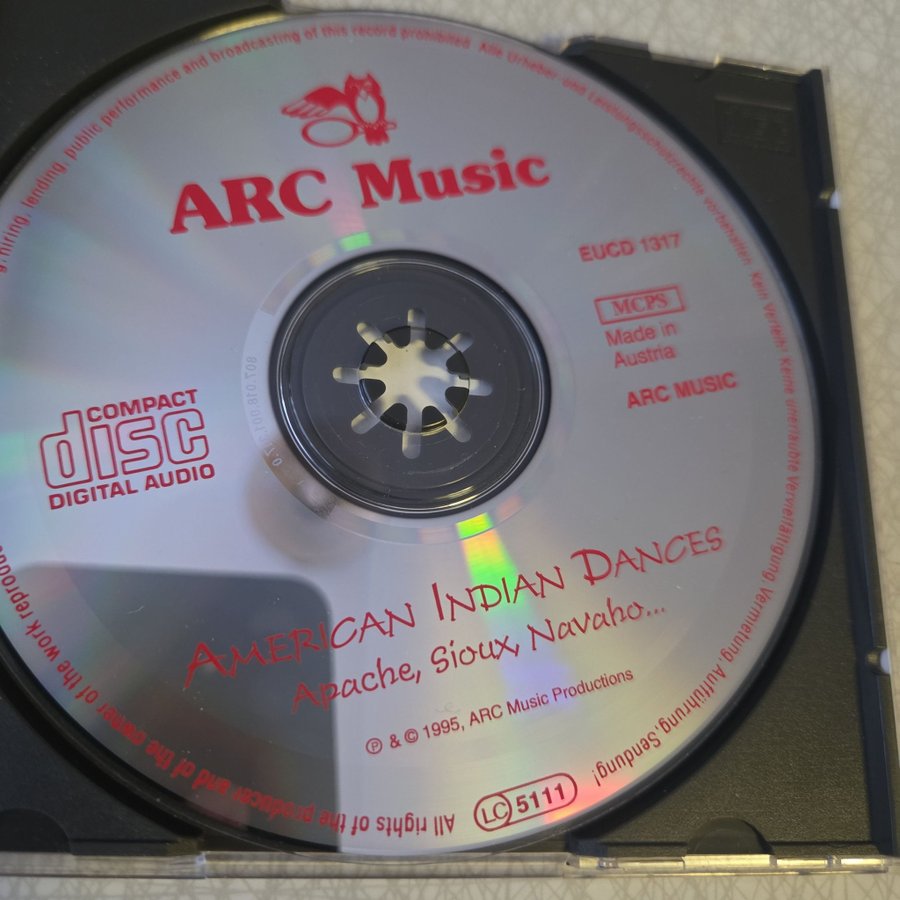 g, hiring, lending, public performance and broadcasting of this record prohibited. Alle Urheber- und Leistungsschutzrechte vorbehalten. Kein Verleih! Keine unerlaubte Vervielfältigung, Vermietung, Aufführung, Sendung!
ARC Music
EUCD 1317
MCPS
Made in
Austria
ARC MUSIC
COMPACT
disc
DIGITAL AUDIO
AMERICAN INDIAN DANCES
Apache, Sioux, Navaho...
℗ & © 1995, ARC Music Productions
LC 5111
All rights of the producer and of the owner of the work reproduc